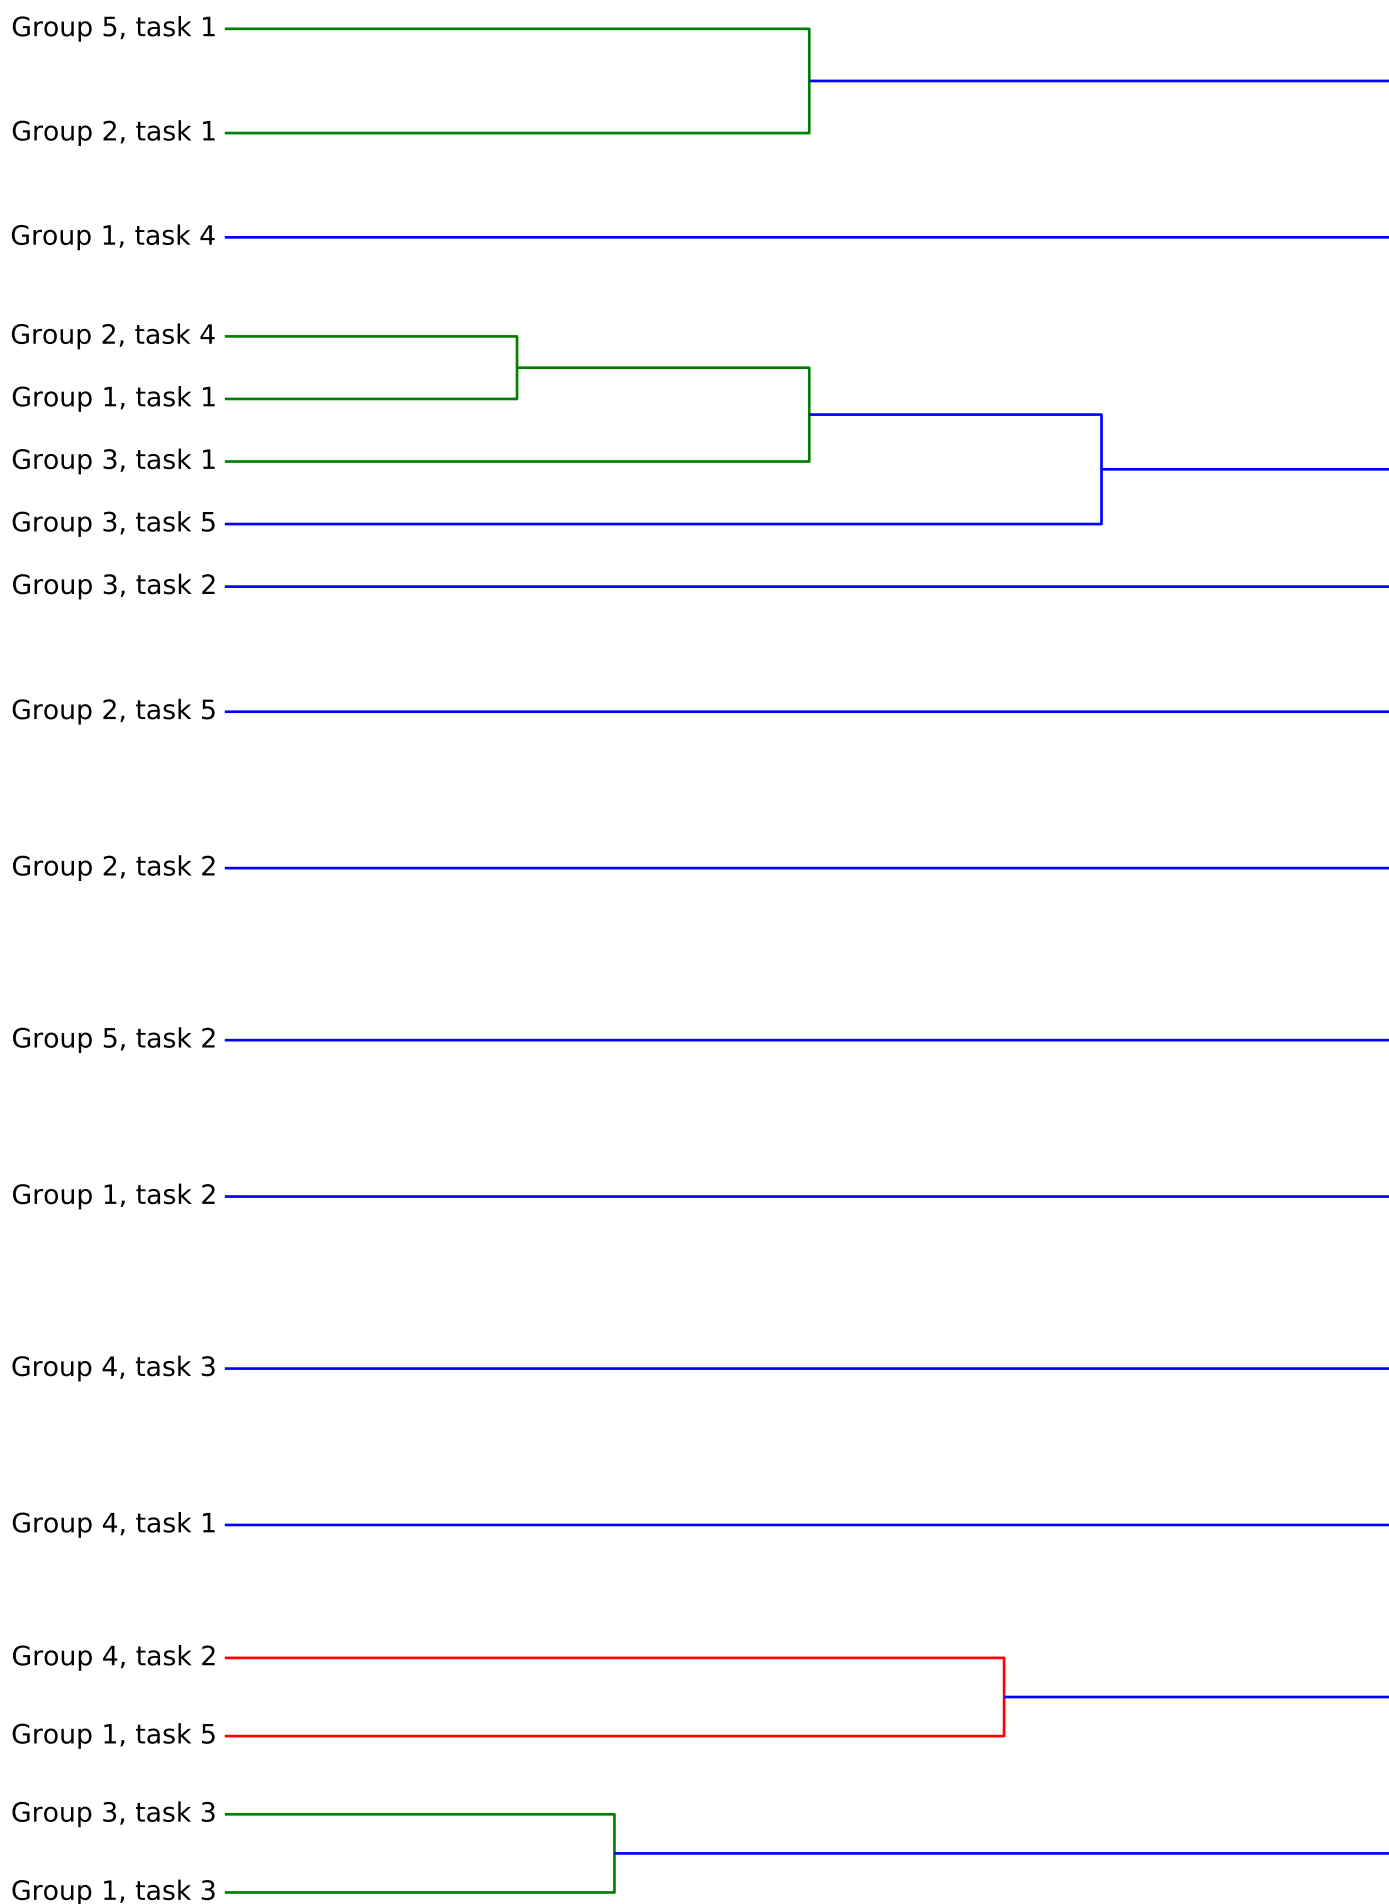 Group 5, task 1
Group 2, task 1
Group 1, task 4
Group 2, task 4
Group 1, task 1
Group 3, task 1
Group 3, task 5
Group 3, task 2
Group 2, task 5
Group 2, task 2
Group 5, task 2
Group 1, task 2
Group 4, task 3
Group 4, task 1
Group 4, task 2
Group 1, task 5
Group 3, task 3
Group 1, task 3